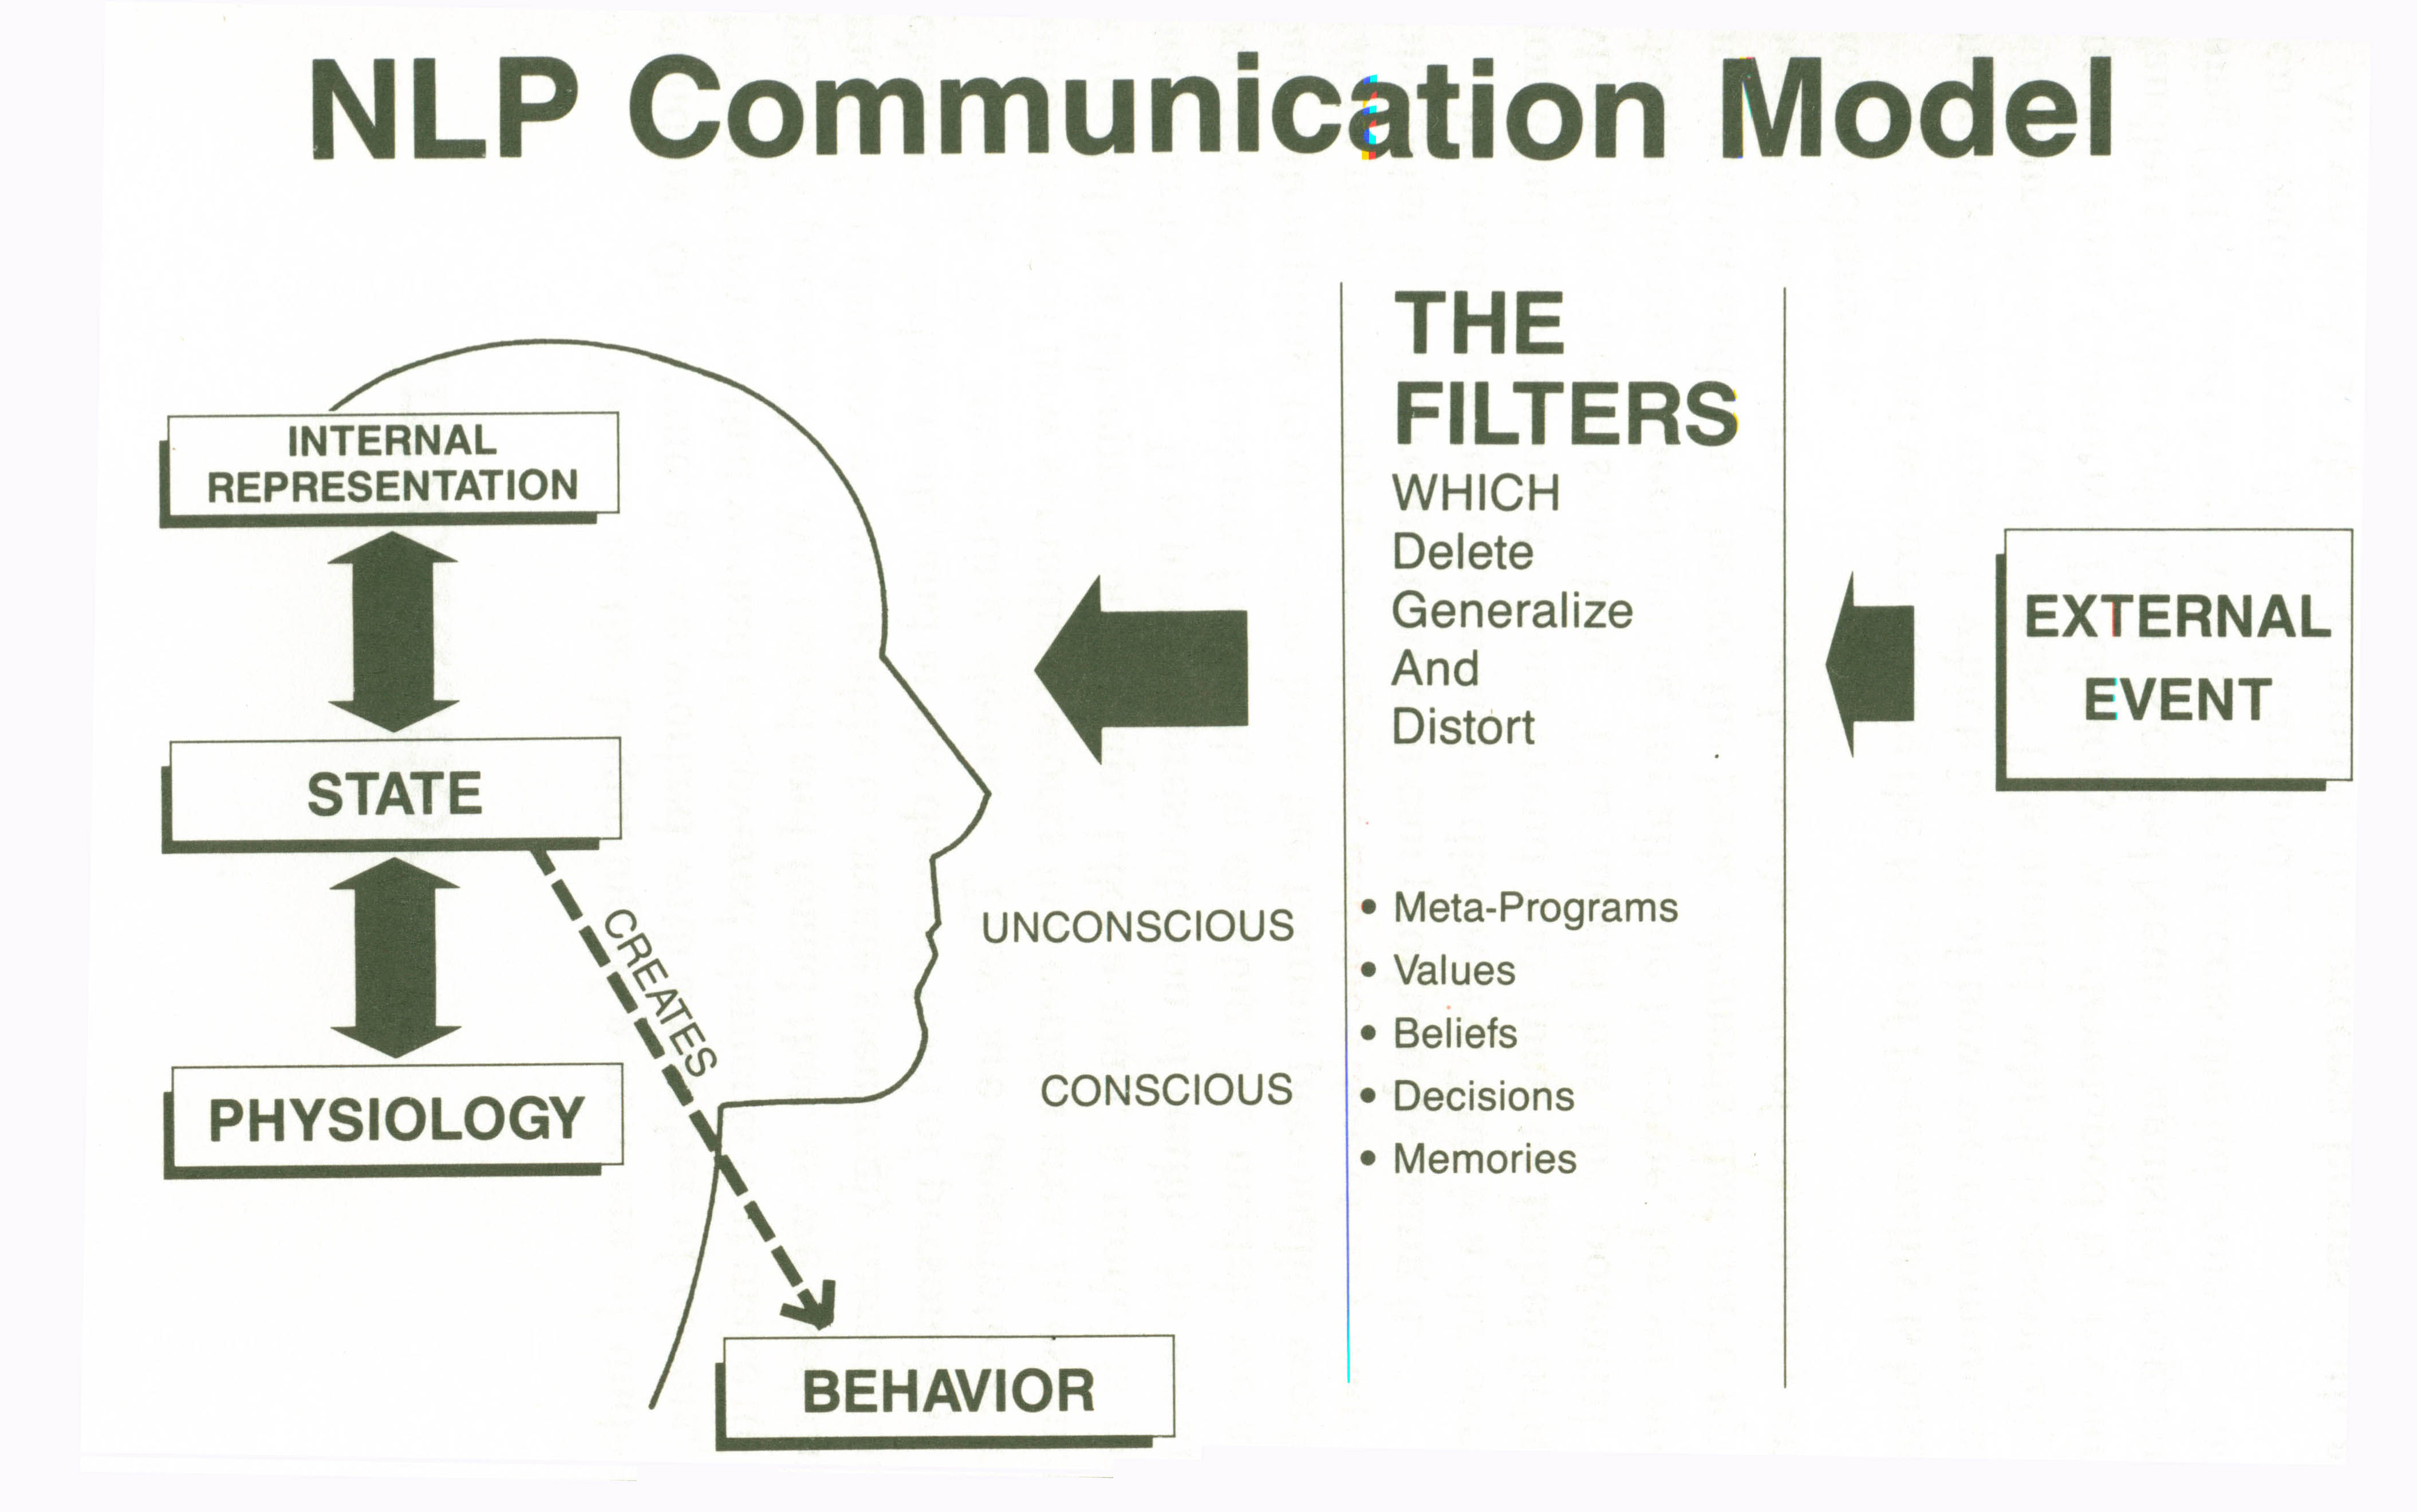 NLP Communication Model
THE
FILTERS
WHICH
Delete
Generalize
And
Distort
INTERNAL
REPRESENTATION
EXTERNAL
EVENT
STATE
CREATES
UNCONSCIOUS
CONSCIOUS
• Meta-Programs
• Values
• Beliefs
• Decisions
• Memories
PHYSIOLOGY
BEHAVIOR